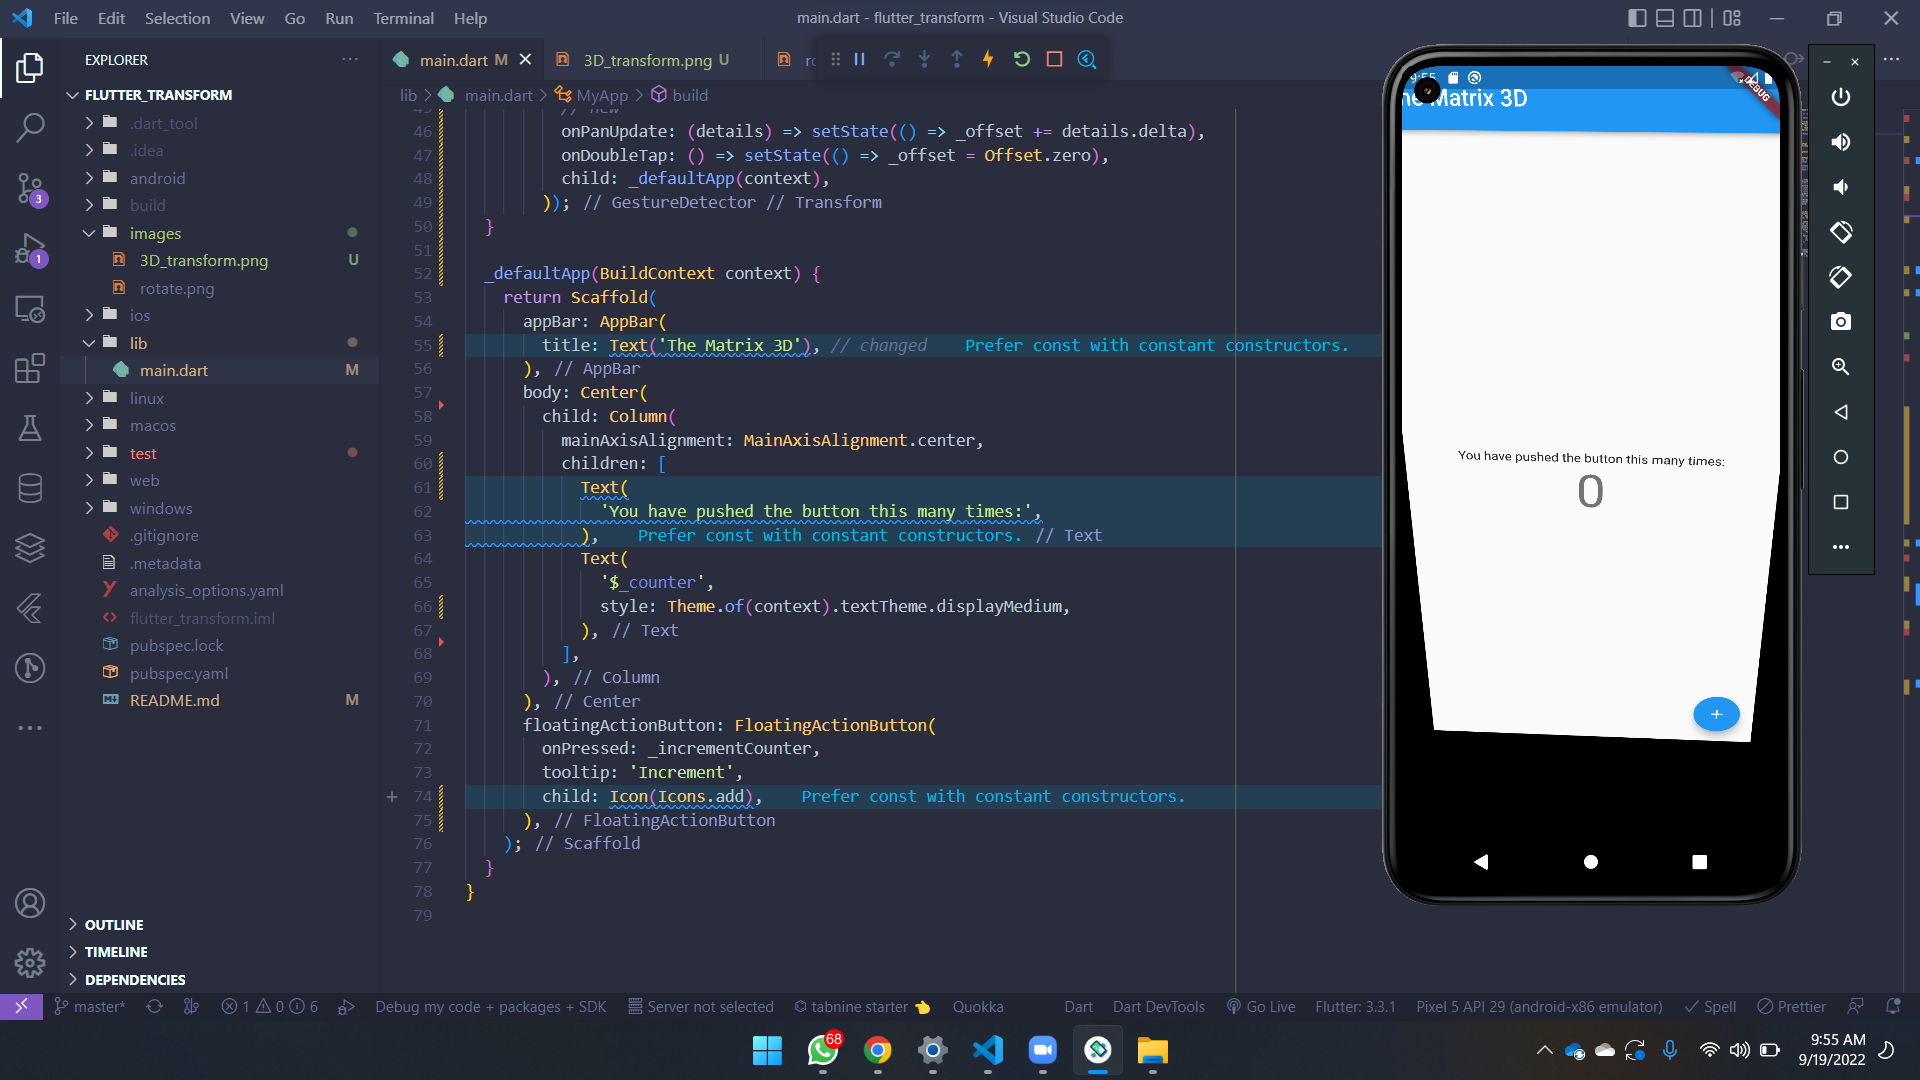 File Edit Selection View Go Run Terminal Help
main.dart - flutter_transform - Visual Studio Code
EXPLORER
main.dart M
3D_transform.png U
FLUTTER_TRANSFORM
lib > main.dart > MyApp > build
.dart_tool
.idea
android
build
images
3D_transform.png U
rotate.png
ios
lib
main.dart M
linux
macos
test
web
windows
.gitignore
.metadata
analysis_options.yaml
flutter_transform.iml
pubspec.lock
pubspec.yaml
README.md M
OUTLINE
TIMELINE
DEPENDENCIES
3
1
// new
46 onPanUpdate: (details) => setState(() => _offset += details.delta),
47 onDoubleTap: () => setState(() => _offset = Offset.zero),
48 child: _defaultApp(context),
49 )); // GestureDetector // Transform
50 }
51
52 _defaultApp(BuildContext context) {
53 return Scaffold(
54 appBar: AppBar(
55 title: Text('The Matrix 3D'), // changed Prefer const with constant constructors.
56 ), // AppBar
57 body: Center(
58 child: Column(
59 mainAxisAlignment: MainAxisAlignment.center,
60 children: [
61 Text(
62 'You have pushed the button this many times:',
63 ), Prefer const with constant constructors. // Text
64 Text(
65 '$_counter',
66 style: Theme.of(context).textTheme.displayMedium,
67 ), // Text
68 ],
69 ), // Column
70 ), // Center
71 floatingActionButton: FloatingActionButton(
72 onPressed: _incrementCounter,
73 tooltip: 'Increment',
74 child: Icon(Icons.add), Prefer const with constant constructors.
75 ), // FloatingActionButton
76 ); // Scaffold
77 }
78 }
79
9:55
Matrix 3D
DEBUG
You have pushed the button this many times:
0
master* 1 0 6 Debug my code + packages + SDK Server not selected tabnine starter Quokka Dart Dart DevTools Go Live Flutter: 3.3.1 Pixel 5 API 29 (android-x86 emulator) Spell Prettier
68
9:55 AM
9/19/2022